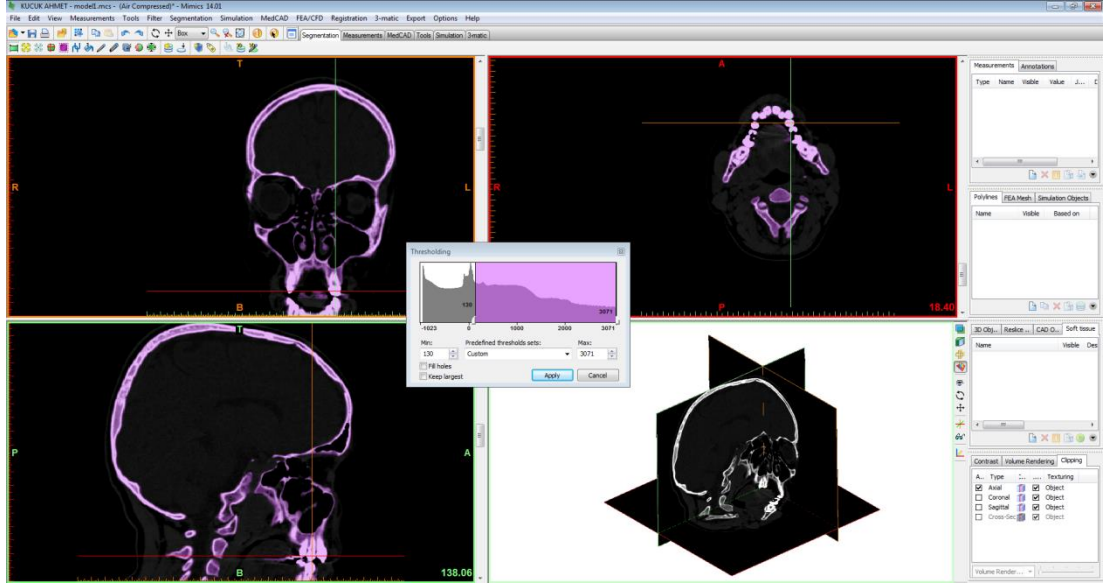 KUCUK AHMET - model1.mcs - (Air Compressed)* - Mimics 14.01
File Edit View Measurements Tools Filter Segmentation Simulation MedCAD FEA/CFD Registration 3-matic Export Options Help
Box Segmentation Measurements MedCAD Tools Simulation 3-matic
T
R
L
B
A
R
L
P
18.40
Measurements Annotations
Type Name Visible Value J...
Polylines FEA Mesh Simulation Objects
Name Visible Based on
Thresholding
130
3071
-1023 0 1000 2000 3071
Min: Predefined thresholds sets: Max:
130 Custom 3071
Fill holes
Keep largest
Apply Cancel
T
P
A
B
138.06
3D Obj... Reslice ... CAD O... Soft tissue
Name Visible Des
Contrast Volume Rendering Clipping
A.. Type Texturing
Axial Object
Coronal Object
Sagittal Object
Cross-Sec Object
Volume Render...